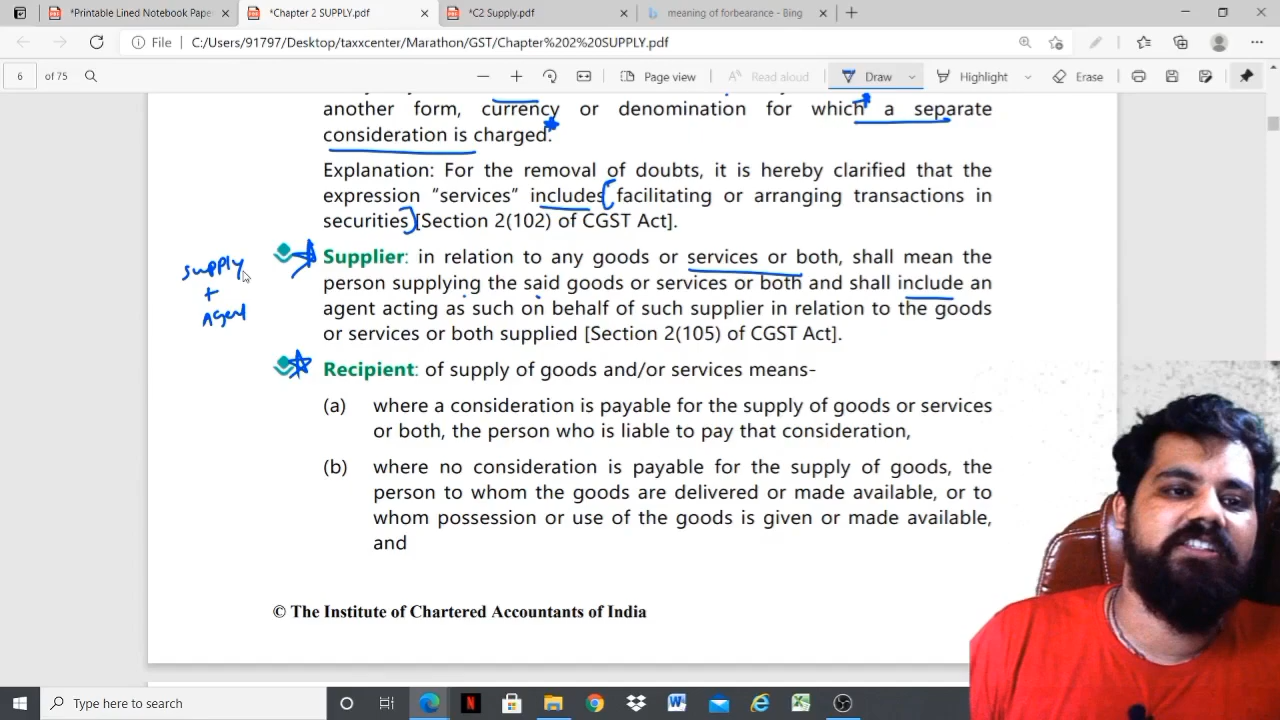 *Printable Lined Notebook Pape
*Chapter 2 SUPPLY.pdf
*C2 Supply.pdf
meaning of forbearance - Bing
File
C:/Users/91797/Desktop/taxxcenter/Marathon/GST/Chapter%202%20SUPPLY.pdf
6 of 75
Page view
Read aloud
Draw
Highlight
Erase
another form, currency or denomination for which a separate
consideration is charged.
Explanation: For the removal of doubts, it is hereby clarified that the
expression “services” includes facilitating or arranging transactions in
securities [Section 2(102) of CGST Act].
Supplier: in relation to any goods or services or both, shall mean the
person supplying the said goods or services or both and shall include an
agent acting as such on behalf of such supplier in relation to the goods
or services or both supplied [Section 2(105) of CGST Act].
Supply
+
Agent
Recipient: of supply of goods and/or services means-
(a) where a consideration is payable for the supply of goods or services
or both, the person who is liable to pay that consideration,
(b) where no consideration is payable for the supply of goods, the
person to whom the goods are delivered or made available, or to
whom possession or use of the goods is given or made available,
and
© The Institute of Chartered Accountants of India
Type here to search